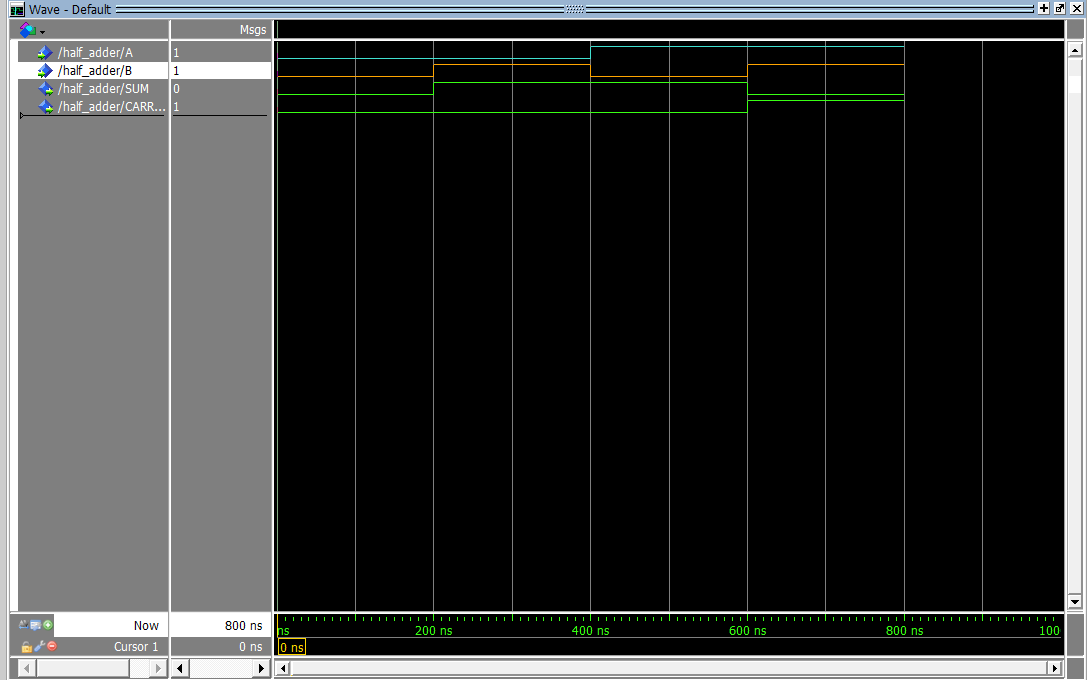 Wave - Default
Msgs
/half_adder/A 1
/half_adder/B 1
/half_adder/SUM 0
/half_adder/CARR... 1
Now 800 ns
ns 200 ns 400 ns 600 ns 800 ns 100
Cursor 1 0 ns
0 ns